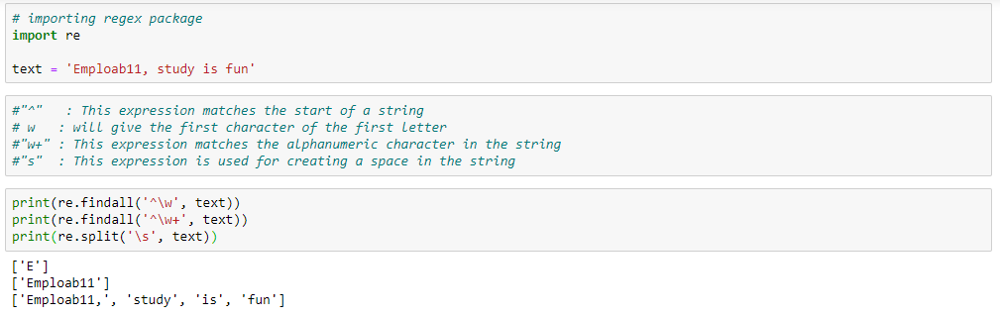 # importing regex package
import re
text = 'Emploab11, study is fun'
#"^"   : This expression matches the start of a string
# w   : will give the first character of the first letter
#"w+" : This expression matches the alphanumeric character in the string
#"s"  : This expression is used for creating a space in the string
print(re.findall('^\w', text))
print(re.findall('^\w+', text))
print(re.split('\s', text))
['E']
['Emploab11']
['Emploab11,', 'study', 'is', 'fun']